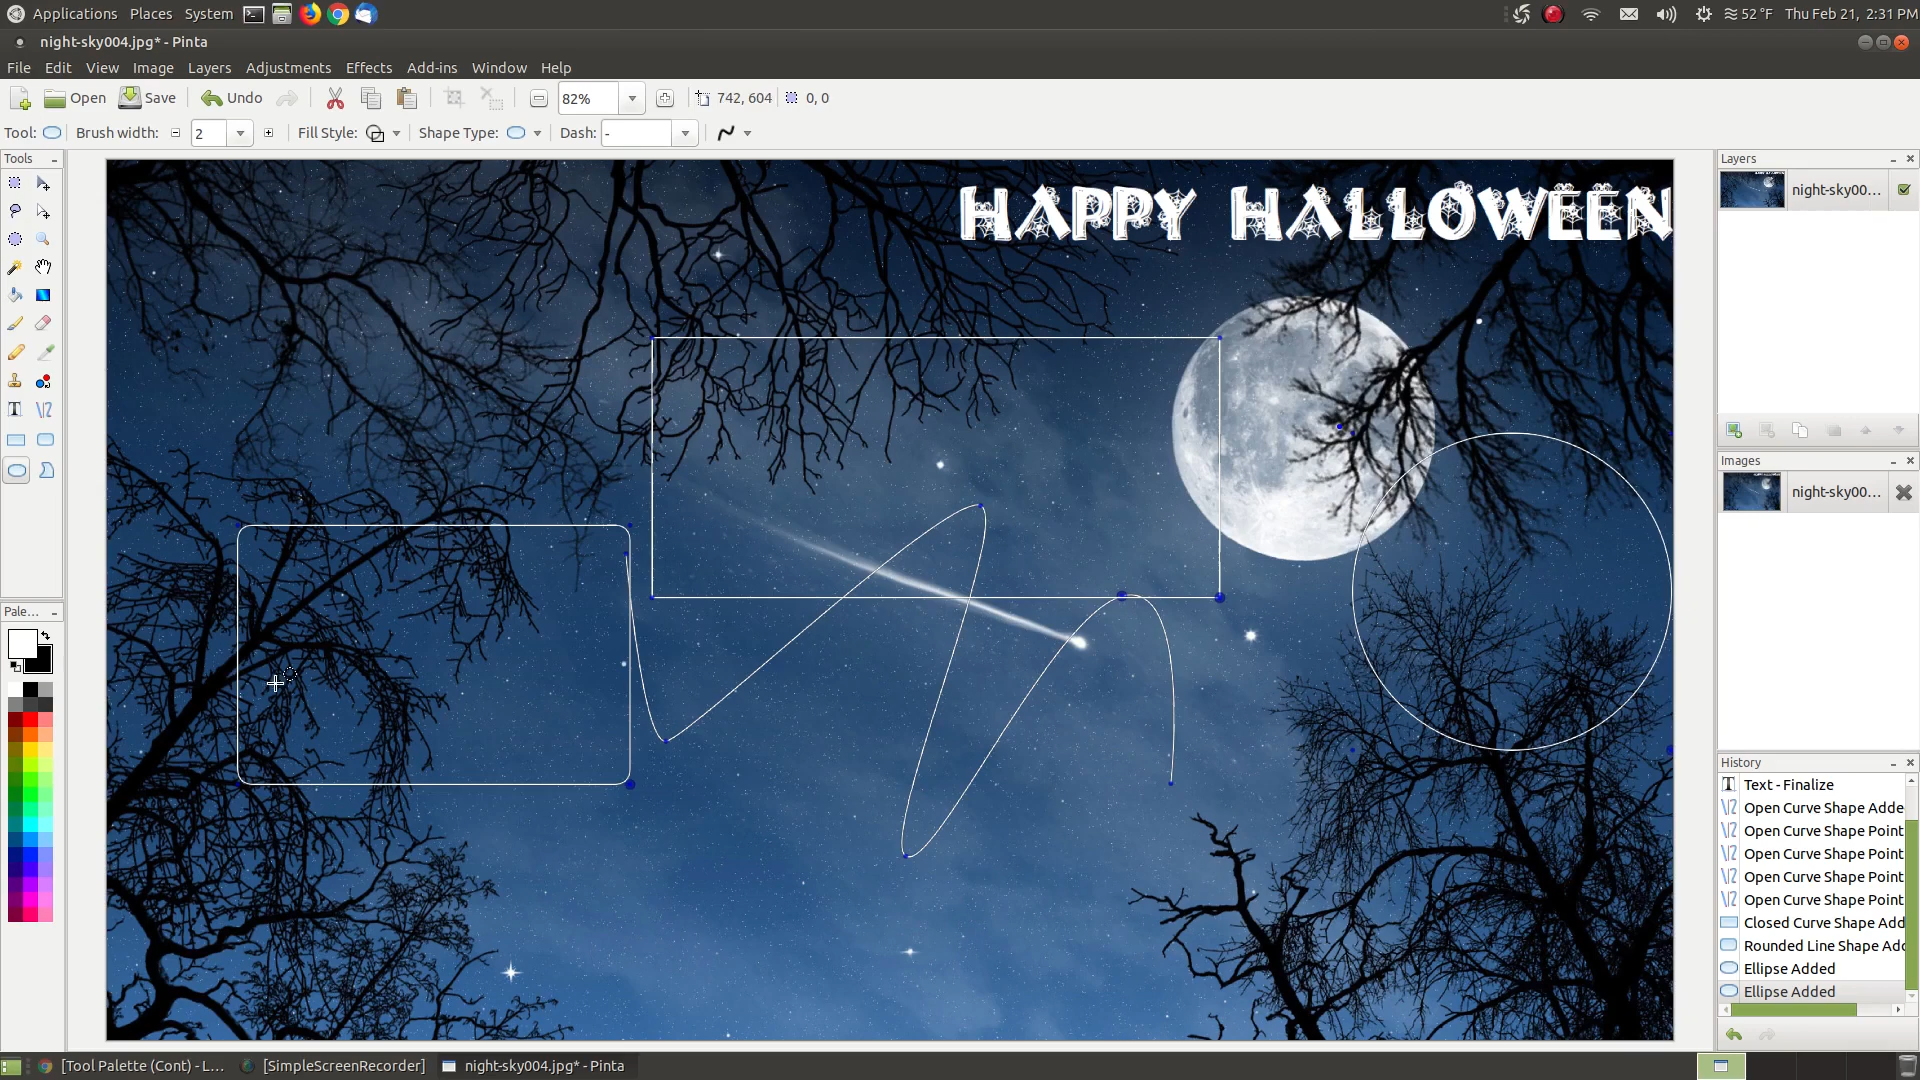 Applications Places System
52 °F Thu Feb 21, 2:31 PM
night-sky004.jpg* - Pinta
File Edit View Image Layers Adjustments Effects Add-ins Window Help
Open Save Undo 82% 742, 604 0, 0
Tool: Brush width: 2 Fill Style: Shape Type: Dash: -
Tools
HAPPY HALLOWEEN
Pale...
Layers
night-sky00...
Images
night-sky00...
History
Text - Finalize
Open Curve Shape Adde
Open Curve Shape Point
Open Curve Shape Point
Open Curve Shape Point
Open Curve Shape Point
Closed Curve Shape Add
Rounded Line Shape Add
Ellipse Added
Ellipse Added
[Tool Palette (Cont) - L... [SimpleScreenRecorder] night-sky004.jpg* - Pinta